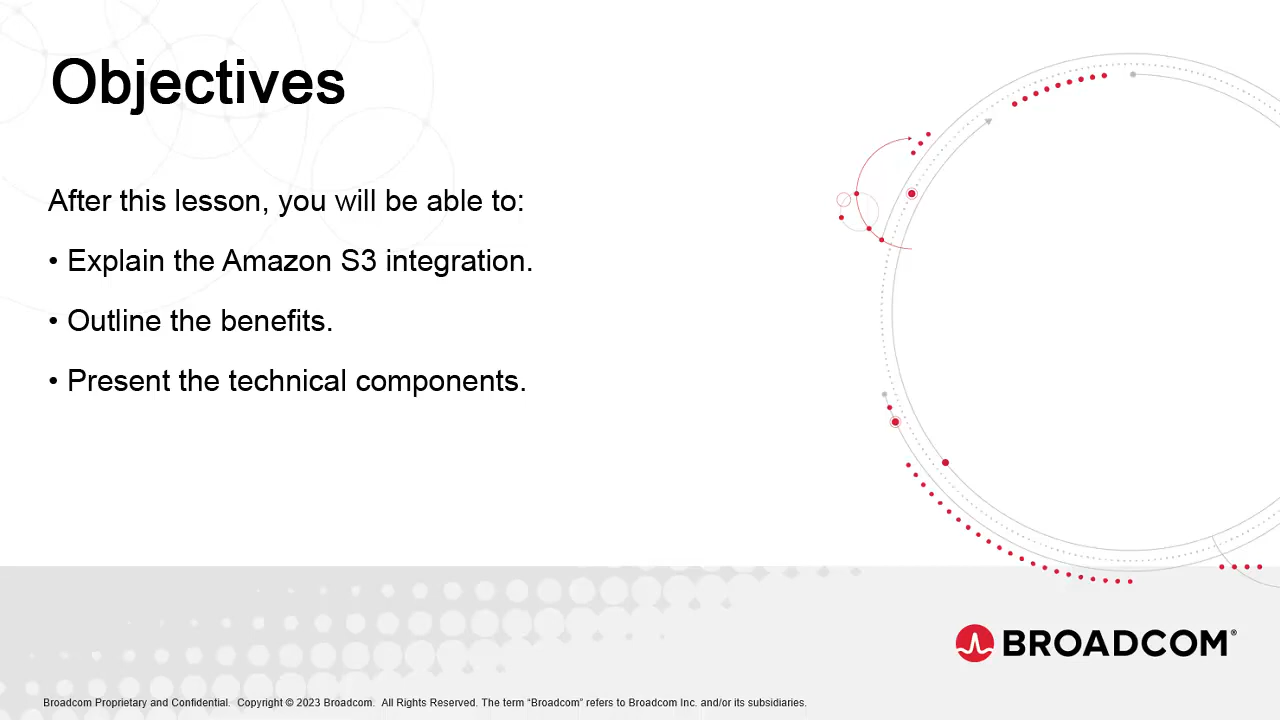 Objectives
After this lesson, you will be able to:
• Explain the Amazon S3 integration.
• Outline the benefits.
• Present the technical components.
BROADCOM®
Broadcom Proprietary and Confidential. Copyright © 2023 Broadcom. All Rights Reserved. The term “Broadcom” refers to Broadcom Inc. and/or its subsidiaries.